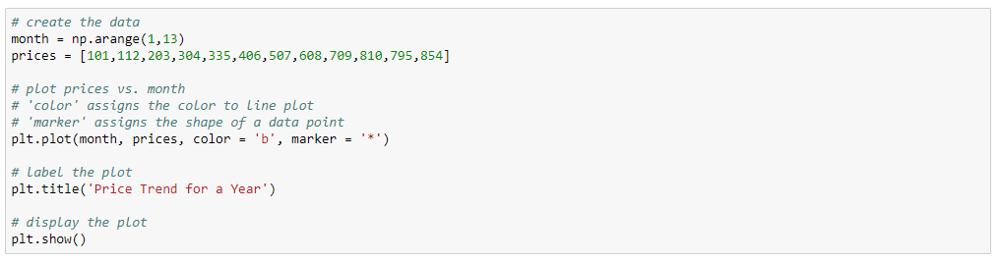 # create the data
month = np.arange(1,13)
prices = [101,112,203,304,335,406,507,608,709,810,795,854]
# plot prices vs. month
# 'color' assigns the color to line plot
# 'marker' assigns the shape of a data point
plt.plot(month, prices, color = 'b', marker = '*')
# label the plot
plt.title('Price Trend for a Year')
# display the plot
plt.show()